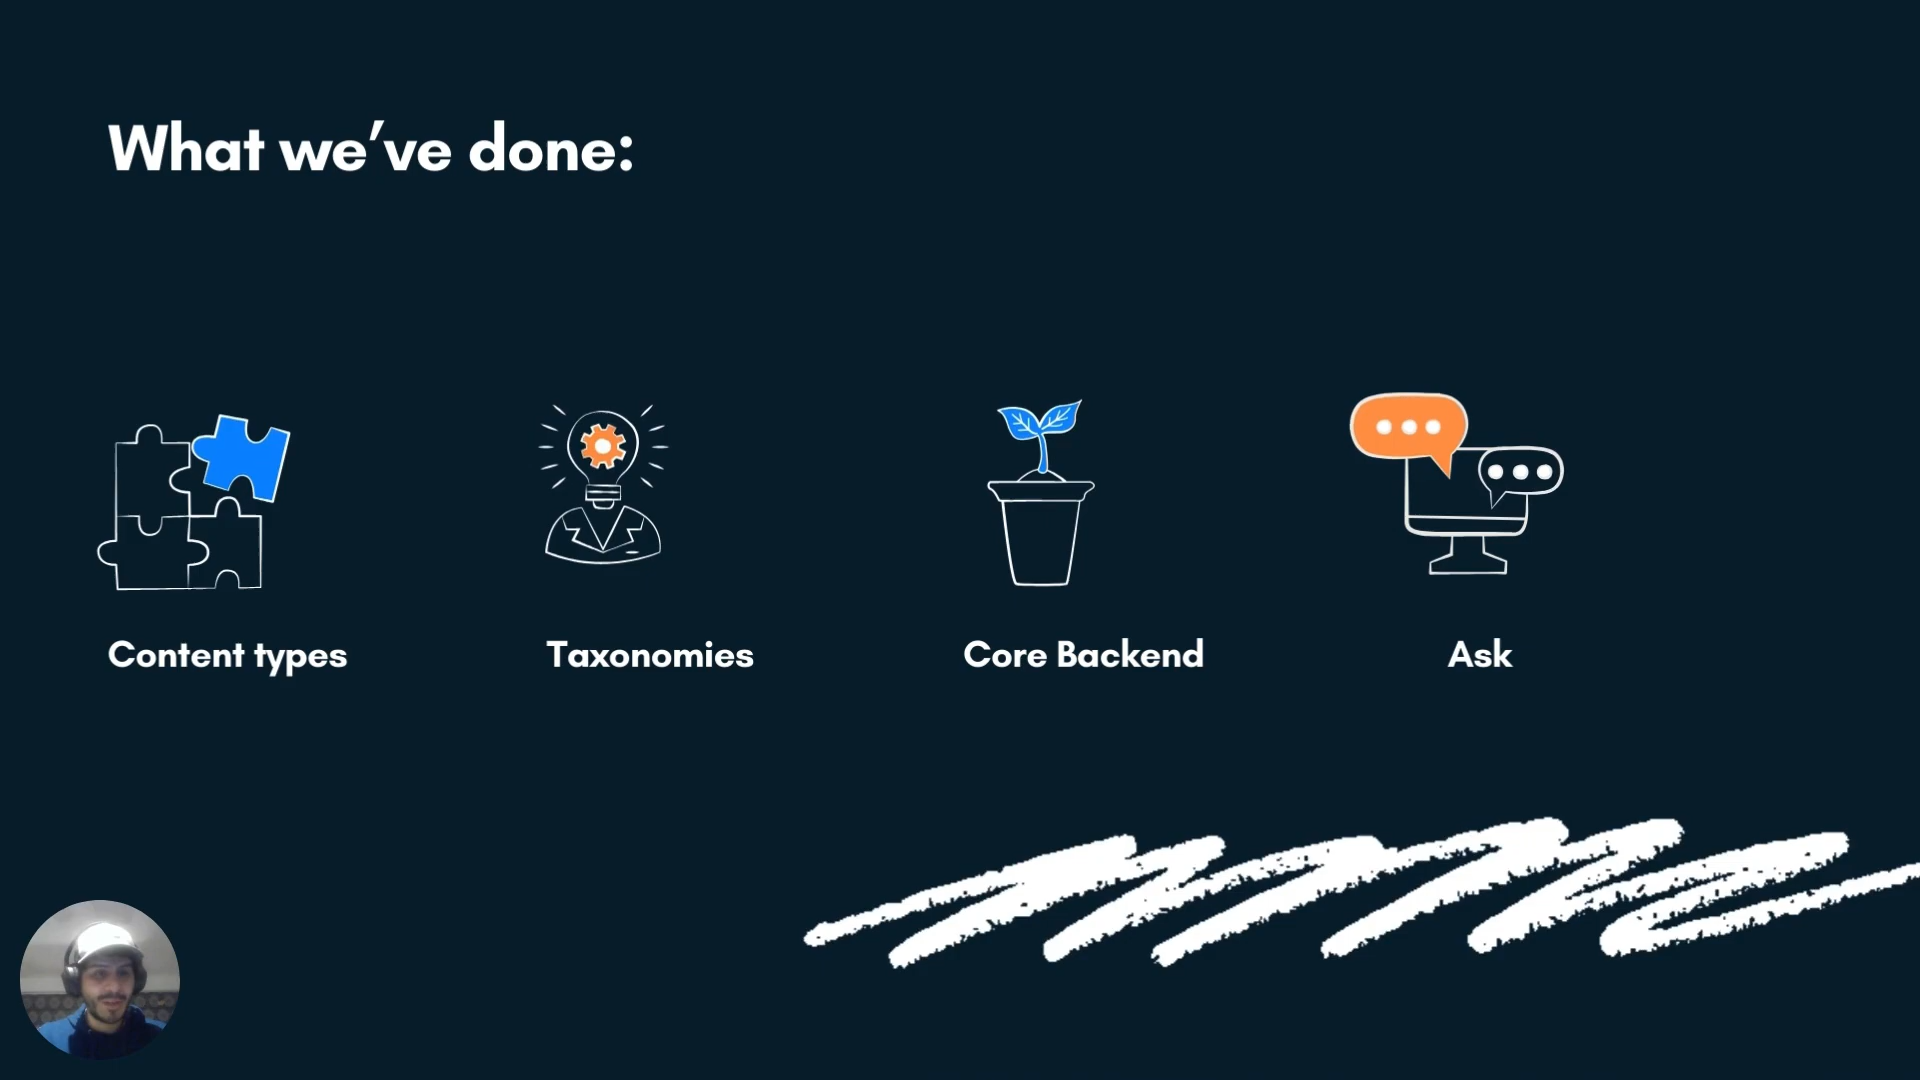 What we’ve done:
Content types
Taxonomies
Core Backend
Ask